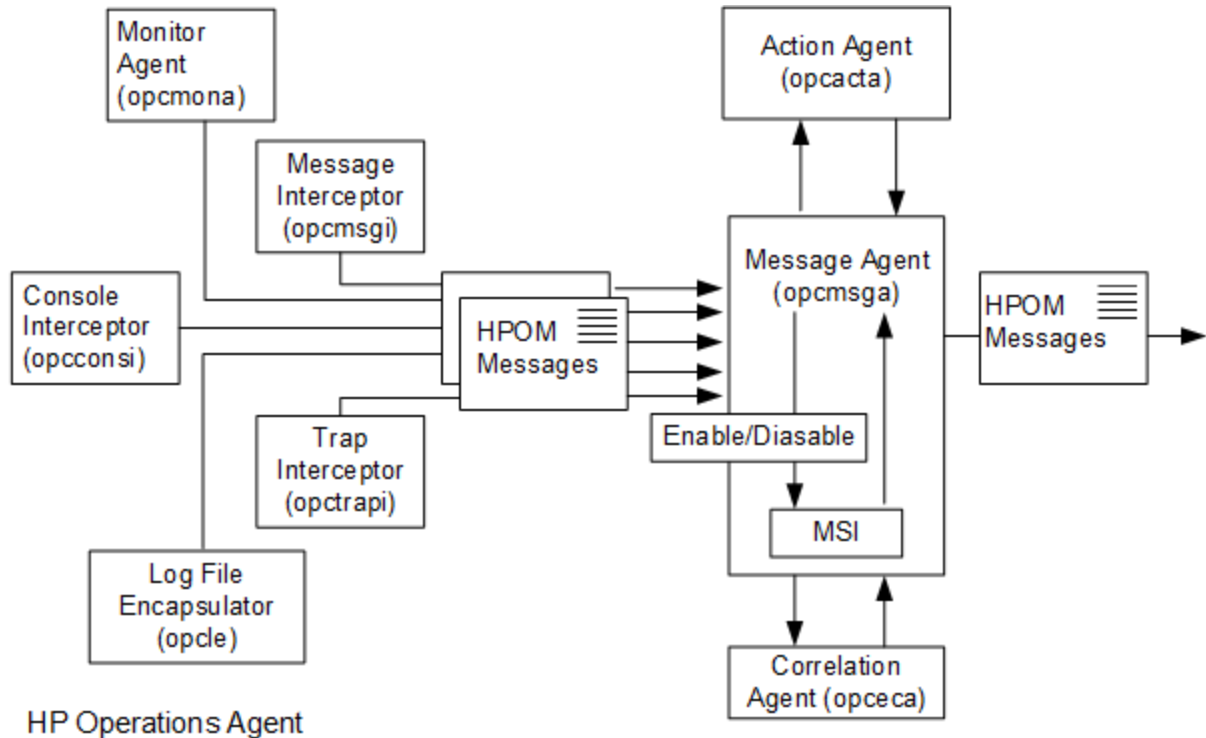 Monitor
Agent
(opcmona)
Action Agent
(opcacta)
Message
Interceptor
(opcmsgi)
Console
Interceptor
(opcconsi)
HPOM
Messages
Message Agent
(opcmsga)
HPOM
Messages
Enable/Diasable
Trap
Interceptor
(opctrapi)
MSI
Log File
Encapsulator
(opcle)
Correlation
Agent (opceca)
HP Operations Agent